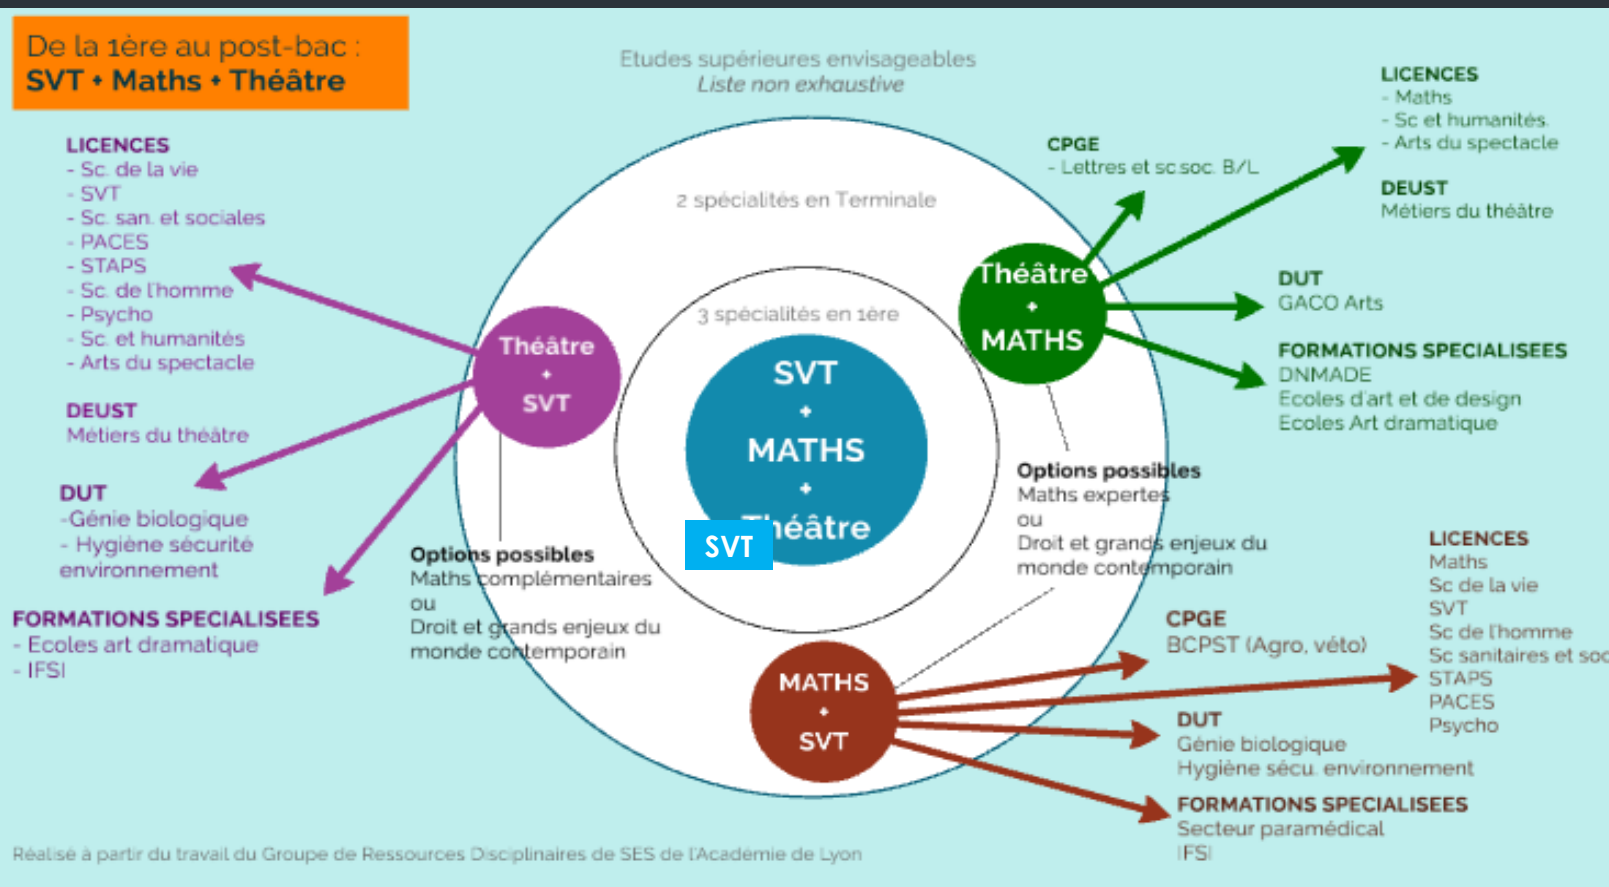 De la 1ère au post-bac :
SVT + Maths + Théâtre
Etudes supérieures envisageables
Liste non exhaustive
2 spécialités en Terminale
3 spécialités en 1ère
SVT
+
MATHS
+
Théâtre
SVT
LICENCES
- Sc. de la vie
- SVT
- Sc. san. et sociales
- PACES
- STAPS
- Sc. de l'homme
- Psycho
- Sc. et humanités
- Arts du spectacle
DEUST
Métiers du théâtre
DUT
-Génie biologique
- Hygiène sécurité
environnement
FORMATIONS SPECIALISEES
- Ecoles art dramatique
- IFSI
Théâtre
+
SVT
Options possibles
Maths complémentaires
ou
Droit et grands enjeux du
monde contemporain
Théâtre
+
MATHS
CPGE
- Lettres et sc.soc. B/L
LICENCES
- Maths
- Sc et humanités.
- Arts du spectacle
DEUST
Métiers du théâtre
DUT
GACO Arts
FORMATIONS SPECIALISEES
DNMADE
Ecoles d'art et de design
Ecoles Art dramatique
Options possibles
Maths expertes
ou
Droit et grands enjeux du
monde contemporain
MATHS
+
SVT
CPGE
BCPST (Agro, véto)
LICENCES
Maths
Sc de la vie
SVT
Sc de l'homme
Sc sanitaires et soc
STAPS
PACES
Psycho
DUT
Génie biologique
Hygiène sécu. environnement
FORMATIONS SPECIALISEES
Secteur paramédical
IFSI
Réalisé à partir du travail du Groupe de Ressources Disciplinaires de SES de l'Académie de Lyon